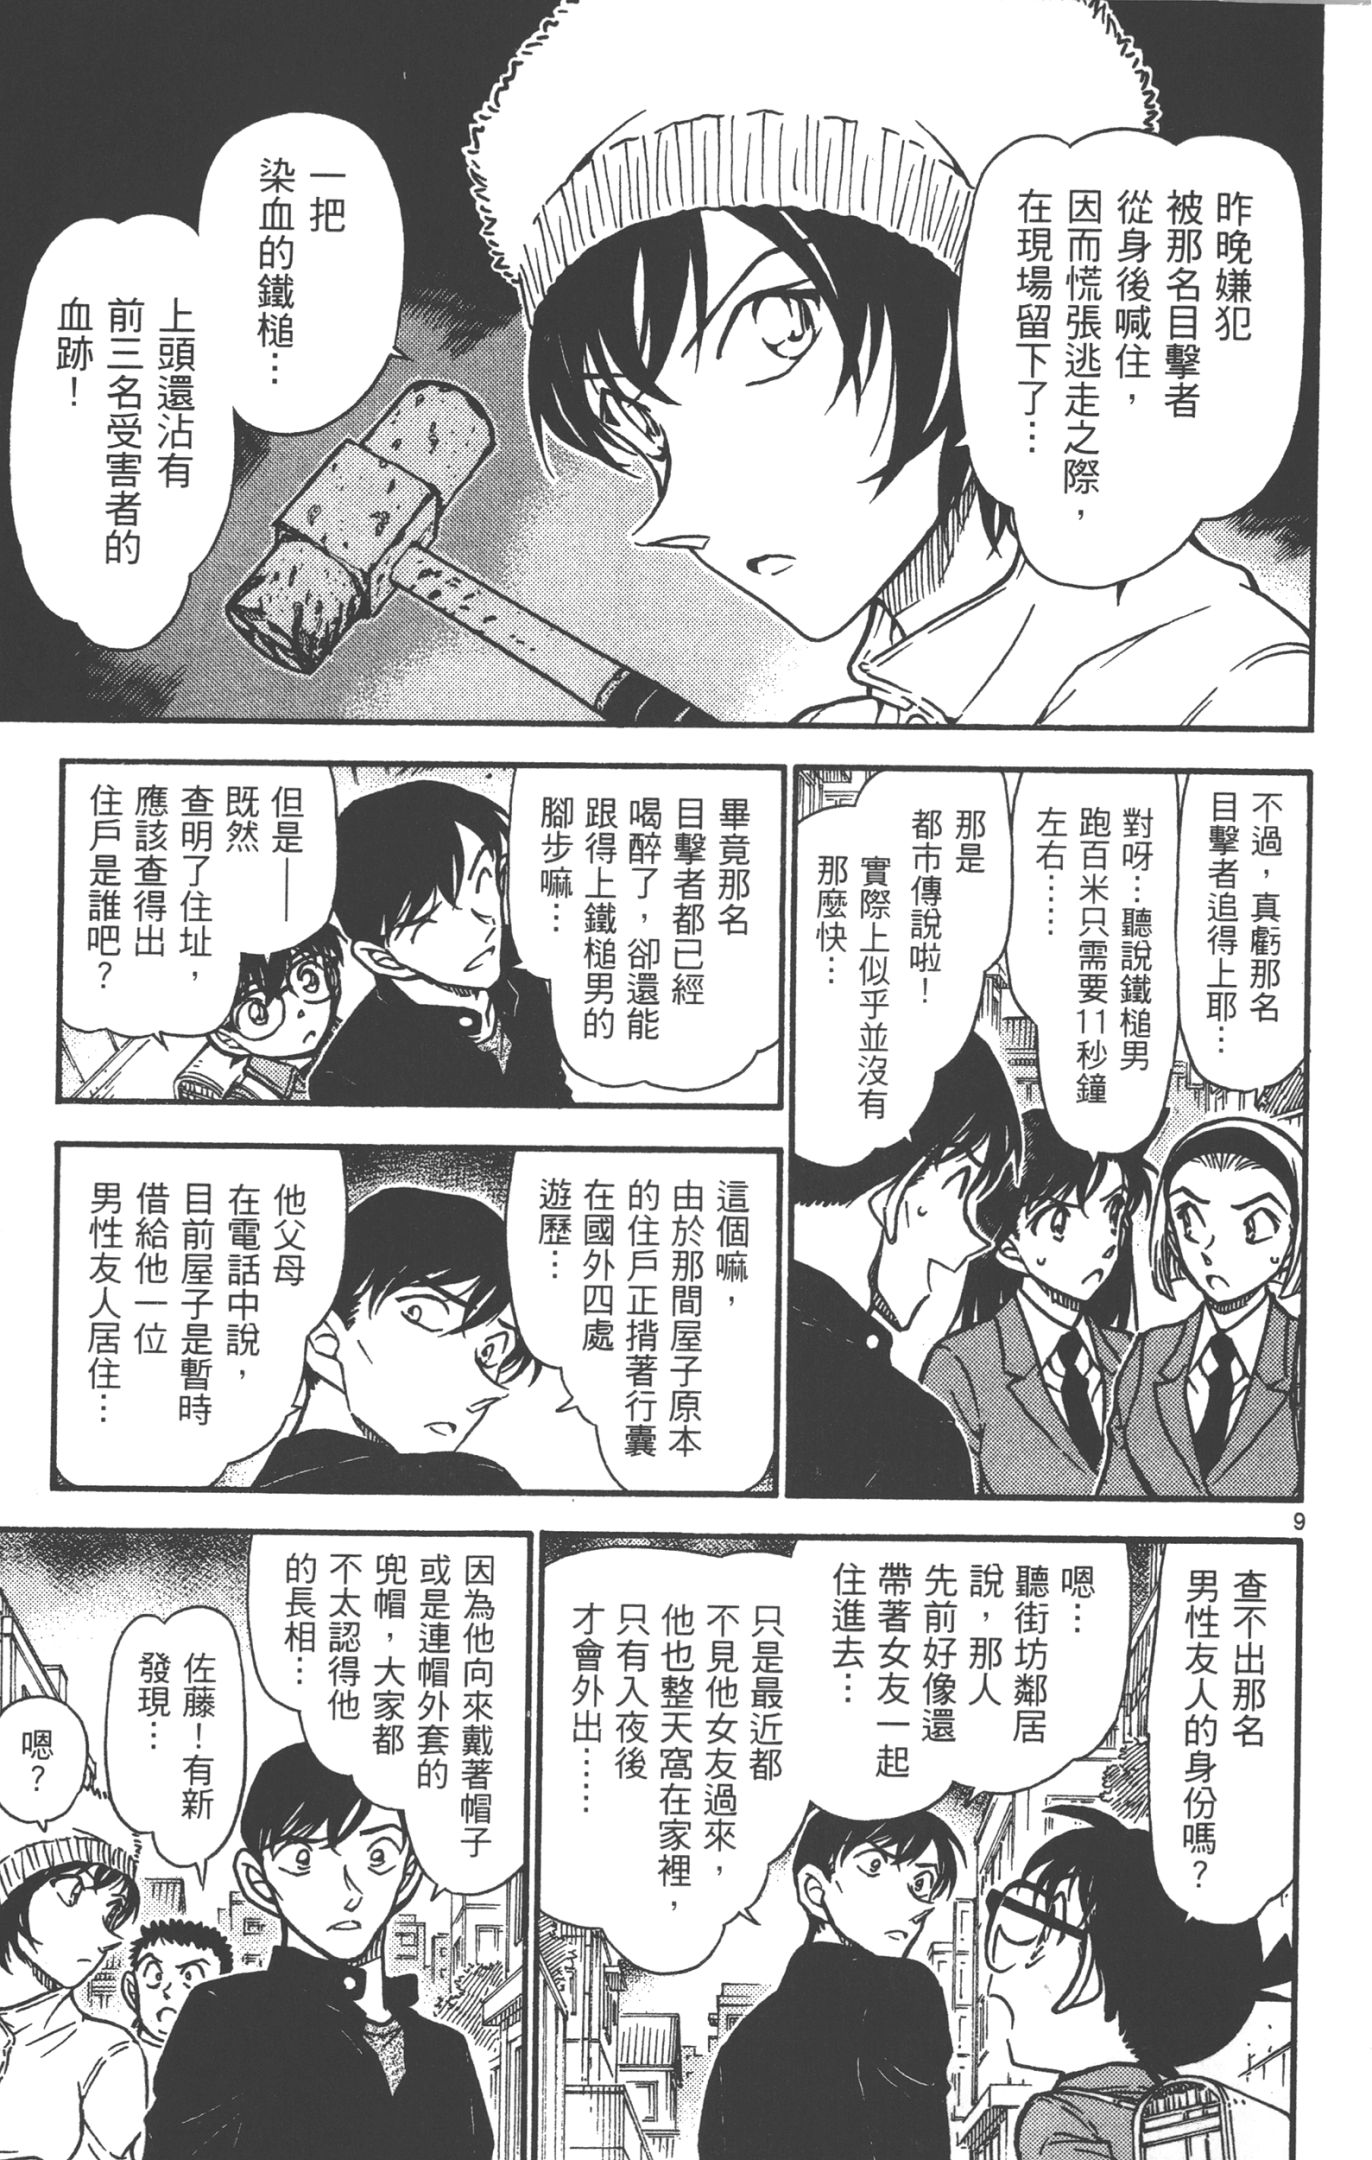 昨晚嫌犯
被那名目擊者
從身後喊住，
因而慌張逃走之際，
在現場留下了…
一把
染血的鐵槌…
上頭還沾有
前三名受害者的
血跡！
不過，真虧那名
目擊者追得上耶…
對呀…聽說鐵槌男
跑百米只需要11秒鐘
左右……
那是
都市傳說啦！
實際上似乎並沒有
那麼快…
畢竟那名
目擊者都已經
喝醉了，卻還能
跟得上鐵槌男的
腳步嘛…
但是——
既然
查明了住址，
應該查得出
住戶是誰吧？
這個嘛，
由於那間屋子原本
的住戶正揹著行囊
在國外四處
遊歷…
他父母
在電話中說，
目前屋子是暫時
借給他一位
男性友人居住…
9
查不出那名
男性友人的身份嗎？
嗯…
聽街坊鄰居
說，那人
先前好像還
帶著女友一起
住進去…
只是最近都
不見他女友過來，
他也整天窩在家裡，
只有入夜後
才會外出……
因為他向來戴著帽子
或是連帽外套的
兜帽，大家都
不太認得他
的長相…
佐藤！有新
發現…
嗯？